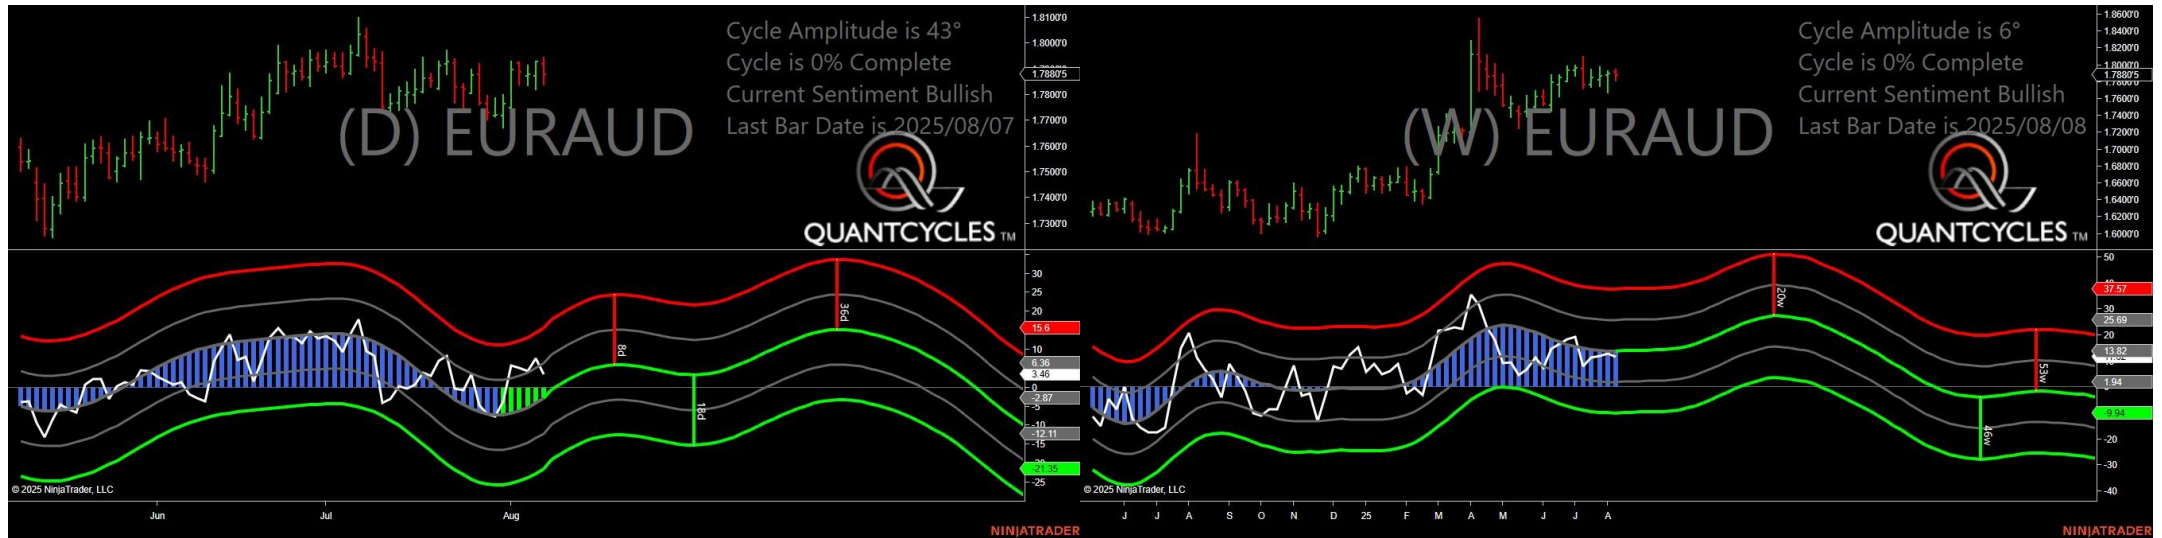 Cycle Amplitude is 43°
Cycle is 0% Complete
Current Sentiment Bullish
Last Bar Date is 2025/08/07
(D) EURAUD
QUANTCYCLES TM
1.8100'0
1.8000'0
1.7880'5
1.7800'0
1.7700'0
1.7600'0
1.7500'0
1.7400'0
1.7300'0
8d
18d
36d
30
25
20
15.6
10
6.36
3.46
0
-2.87
-5
-10
-12.11
-15
-21.35
-25
© 2025 NinjaTrader, LLC
Jun Jul Aug
NINJATRADER
Cycle Amplitude is 6°
Cycle is 0% Complete
Current Sentiment Bullish
Last Bar Date is 2025/08/08
(W) EURAUD
QUANTCYCLES TM
1.8600'0
1.8400'0
1.8200'0
1.8000'0
1.7880'5
1.7600'0
1.7400'0
1.7200'0
1.7000'0
1.6800'0
1.6600'0
1.6400'0
1.6200'0
1.6000'0
20w
46w
53w
50
37.57
30
25.69
20
13.82
1.94
-9.94
-20
-30
-40
© 2025 NinjaTrader, LLC
J J A S O N D 25 F M A M J J A
NINJATRADER